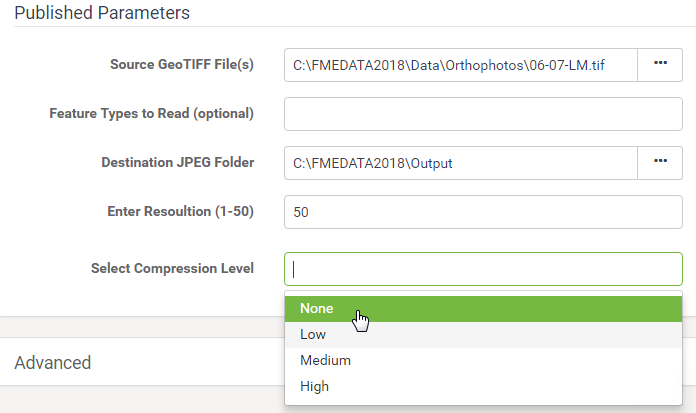 Published Parameters
Source GeoTIFF File(s) C:\FMEDATA2018\Data\Orthophotos\06-07-LM.tif ...
Feature Types to Read (optional)
Destination JPEG Folder C:\FMEDATA2018\Output ...
Enter Resoultion (1-50) 50
Select Compression Level
None
Low
Medium
High
Advanced